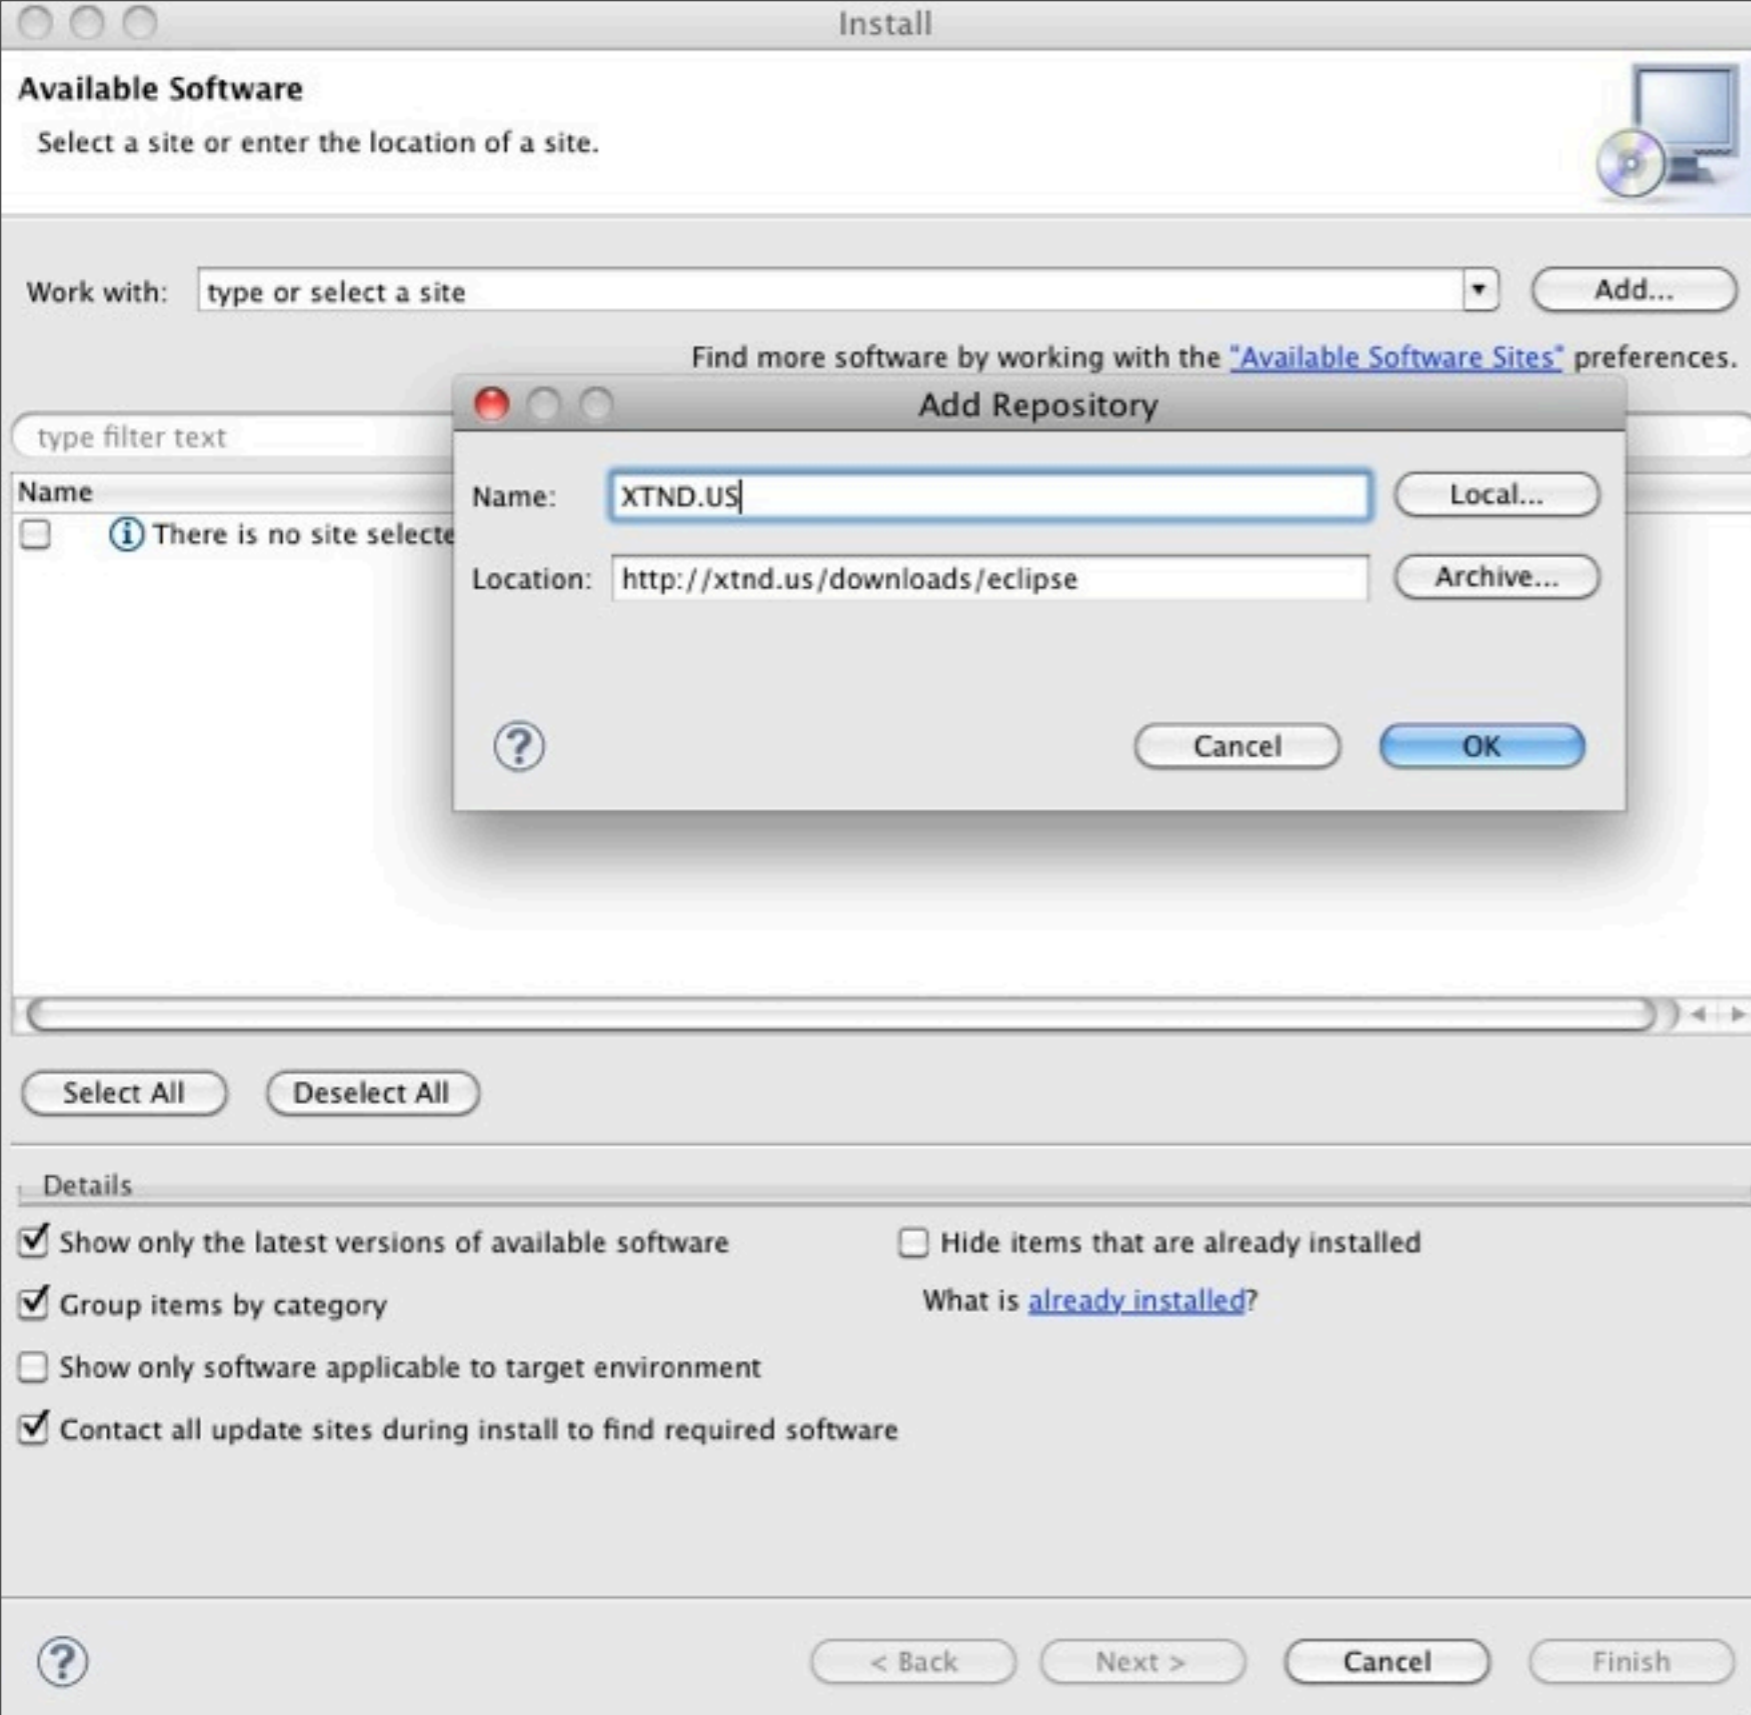 Install
Available Software
Select a site or enter the location of a site.
Work with: type or select a site Add...
Find more software by working with the "Available Software Sites" preferences.
Add Repository
type filter text
Name
Name: XTND.US Local...
There is no site selecte
Location: http://xtnd.us/downloads/eclipse Archive...
? Cancel OK
Select All Deselect All
Details
Show only the latest versions of available software Hide items that are already installed
Group items by category What is already installed?
Show only software applicable to target environment
Contact all update sites during install to find required software
? < Back Next > Cancel Finish